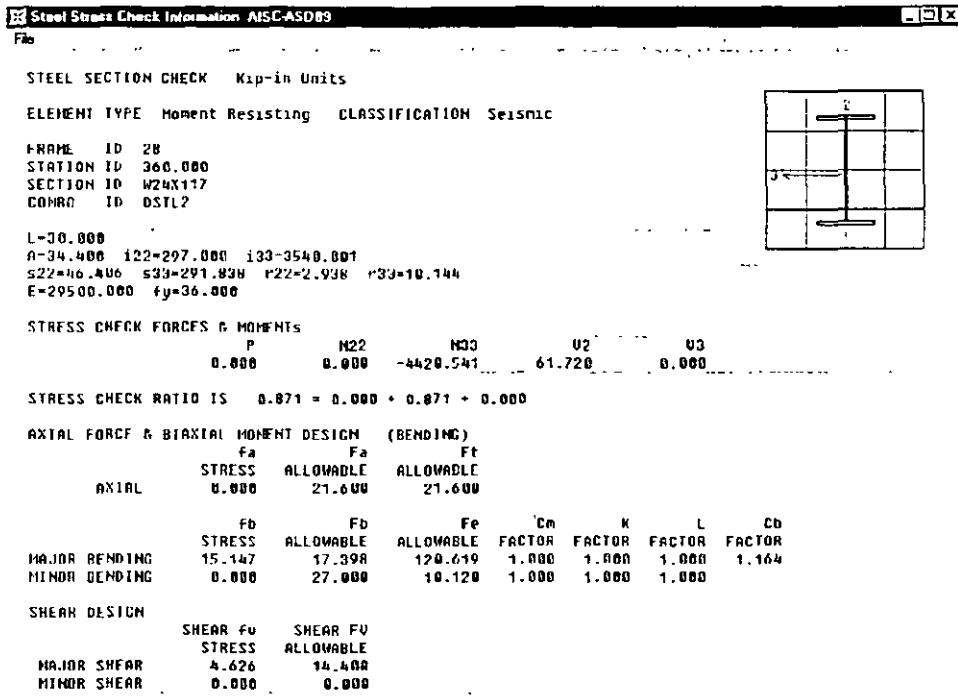 Steel Stress Check Information AISC-ASD89
File
STEEL SECTION CHECK Kip-in Units
ELEMENT TYPE Moment Resisting CLASSIFICATION Seismic
FRAME ID 28
STATION ID 360.000
SECTION ID W24X117
COMBO ID DSTL2
L=30.000
A=34.400 i22=297.000 i33=3540.001
s22=46.406 s33=291.838 r22=2.938 r33=10.144
E=29500.000 fy=36.000
STRESS CHECK FORCES & MOMENTs
P M22 M33 V2 V3
0.000 0.000 -4420.541 61.720 0.000
STRESS CHECK RATIO IS 0.871 = 0.000 + 0.871 + 0.000
AXIAL FORCE & BIAXIAL MOMENT DESIGN (BENDING)
fa Fa Ft
STRESS ALLOWABLE ALLOWABLE
AXIAL 0.000 21.600 21.600
fb Fb Fe Cm K L Cb
STRESS ALLOWABLE ALLOWABLE FACTOR FACTOR FACTOR FACTOR
MAJOR BENDING 15.147 17.398 120.619 1.000 1.000 1.000 1.164
MINOR BENDING 0.000 27.000 10.120 1.000 1.000 1.000
SHEAR DESIGN
SHEAR fv SHEAR FV
STRESS ALLOWABLE
MAJOR SHEAR 4.626 14.400
MINOR SHEAR 0.000 0.000
2
3